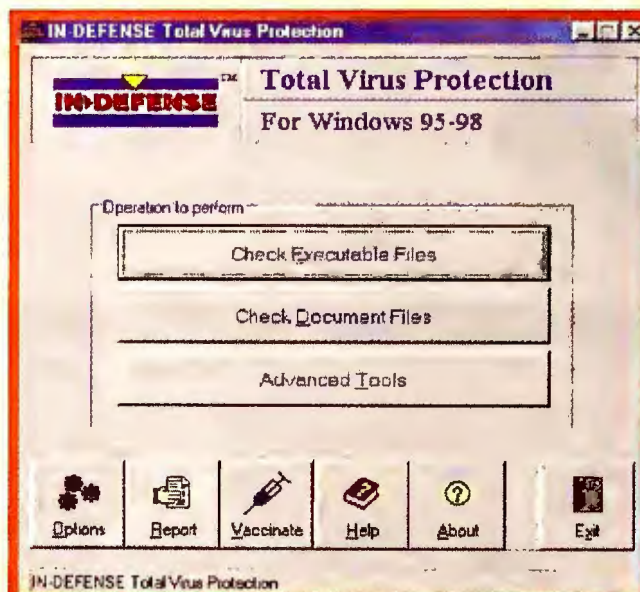 IN-DEFENSE Total Virus Protection
IN-DEFENSE ™
Total Virus Protection
For Windows 95-98
Operation to perform
Check Executable Files
Check Document Files
Advanced Tools
Options
Report
Vaccinate
Help
About
Exit
IN-DEFENSE Total Virus Protection